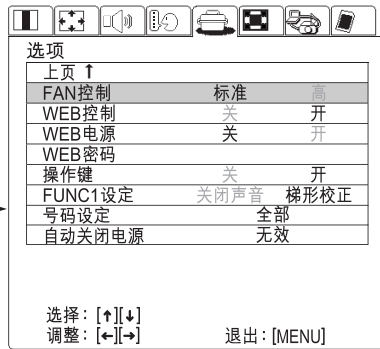 选项
上页 ↑
FAN控制 标准 高
WEB控制 关 开
WEB电源 关 开
WEB密码
操作键 关 开
FUNC1设定 关闭声音 梯形校正
号码设定 全部
自动关闭电源 无效
选择：[↑][↓]
调整：[←][→] 退出：[MENU]